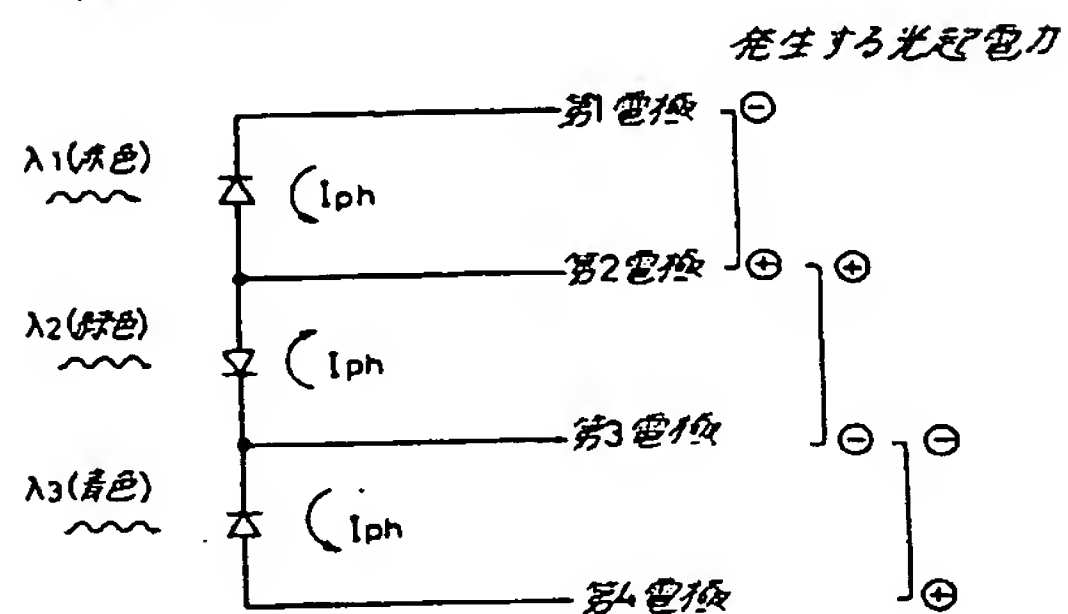 発生する光起電力
第1電極 ⊖
λ1(赤色)
Iph
第2電極 ⊕ ⊕
λ2(緑色)
Iph
第3電極 ⊖ ⊖
λ3(青色)
Iph
第4電極 ⊕